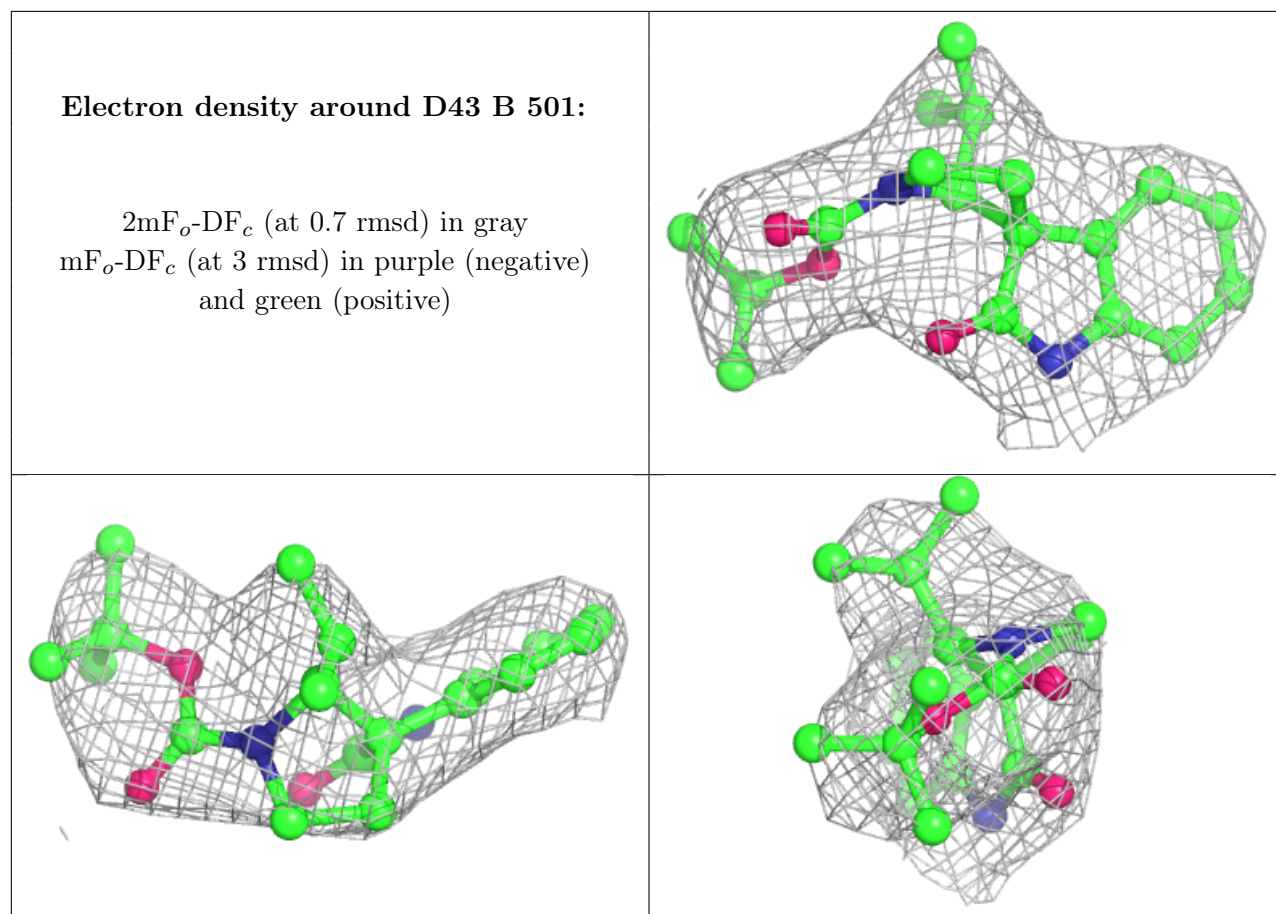 Electron density around D43 B 501:
2mFo-DFc (at 0.7 rmsd) in gray
mFo-DFc (at 3 rmsd) in purple (negative)
and green (positive)